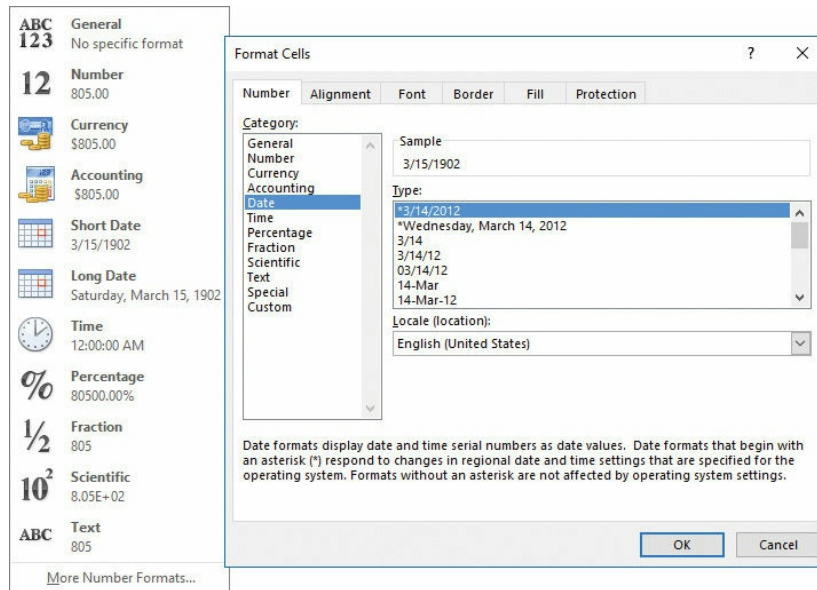 ABC
123
General
No specific format
12
Number
805.00
Currency
$805.00
Accounting
$805.00
Short Date
3/15/1902
Long Date
Saturday, March 15, 1902
Time
12:00:00 AM
%
Percentage
80500.00%
1/2
Fraction
805
10²
Scientific
8.05E+02
ABC
Text
805
More Number Formats...
Format Cells
?
Number Alignment Font Border Fill Protection
Category:
General
Number
Currency
Accounting
Date
Time
Percentage
Fraction
Scientific
Text
Special
Custom
Sample
3/15/1902
Type:
*3/14/2012
*Wednesday, March 14, 2012
3/14
3/14/12
03/14/12
14-Mar
14-Mar-12
Locale (location):
English (United States)
Date formats display date and time serial numbers as date values. Date formats that begin with
an asterisk (*) respond to changes in regional date and time settings that are specified for the
operating system. Formats without an asterisk are not affected by operating system settings.
OK
Cancel